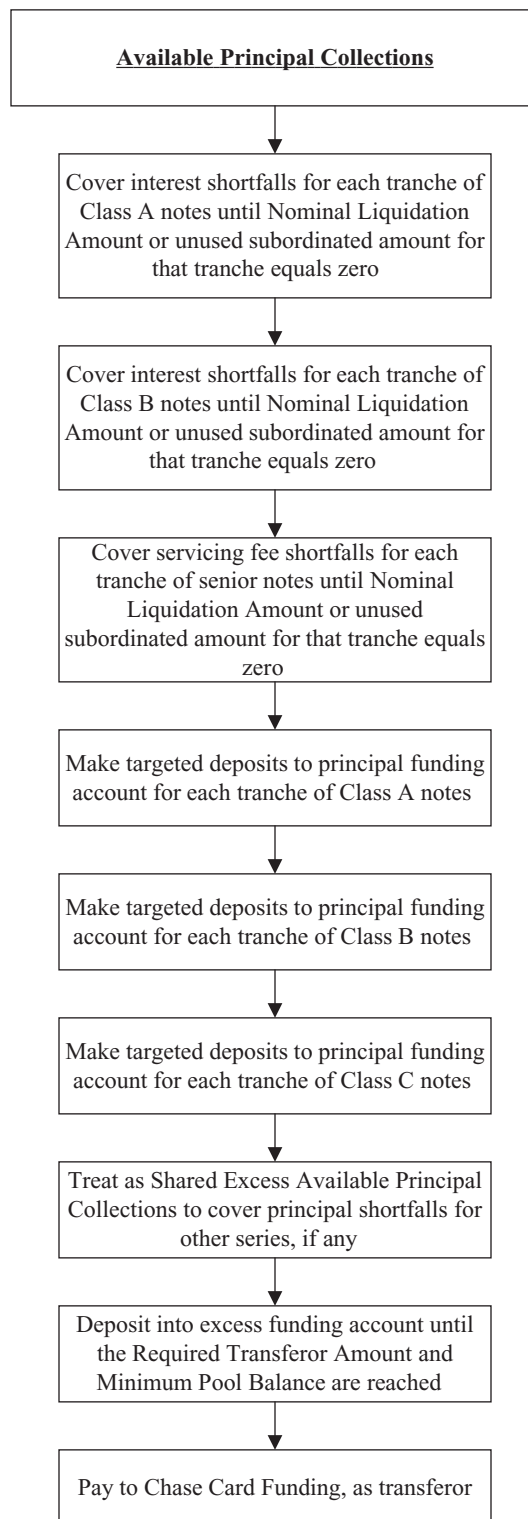 Available Principal Collections
Cover interest shortfalls for each tranche of
Class A notes until Nominal Liquidation
Amount or unused subordinated amount for
that tranche equals zero
Cover interest shortfalls for each tranche of
Class B notes until Nominal Liquidation
Amount or unused subordinated amount for
that tranche equals zero
Cover servicing fee shortfalls for each
tranche of senior notes until Nominal
Liquidation Amount or unused
subordinated amount for that tranche equals
zero
Make targeted deposits to principal funding
account for each tranche of Class A notes
Make targeted deposits to principal funding
account for each tranche of Class B notes
Make targeted deposits to principal funding
account for each tranche of Class C notes
Treat as Shared Excess Available Principal
Collections to cover principal shortfalls for
other series, if any
Deposit into excess funding account until
the Required Transferor Amount and
Minimum Pool Balance are reached
Pay to Chase Card Funding, as transferor